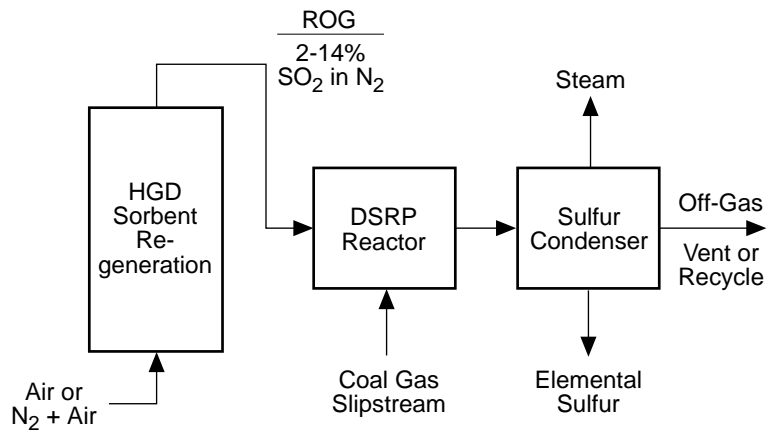 ROG
2-14%
SO2 in N2
Steam
HGD
Sorbent
Re-
generation
DSRP
Reactor
Sulfur
Condenser
Off-Gas
Vent or
Recycle
Air or
N2 + Air
Coal Gas
Slipstream
Elemental
Sulfur